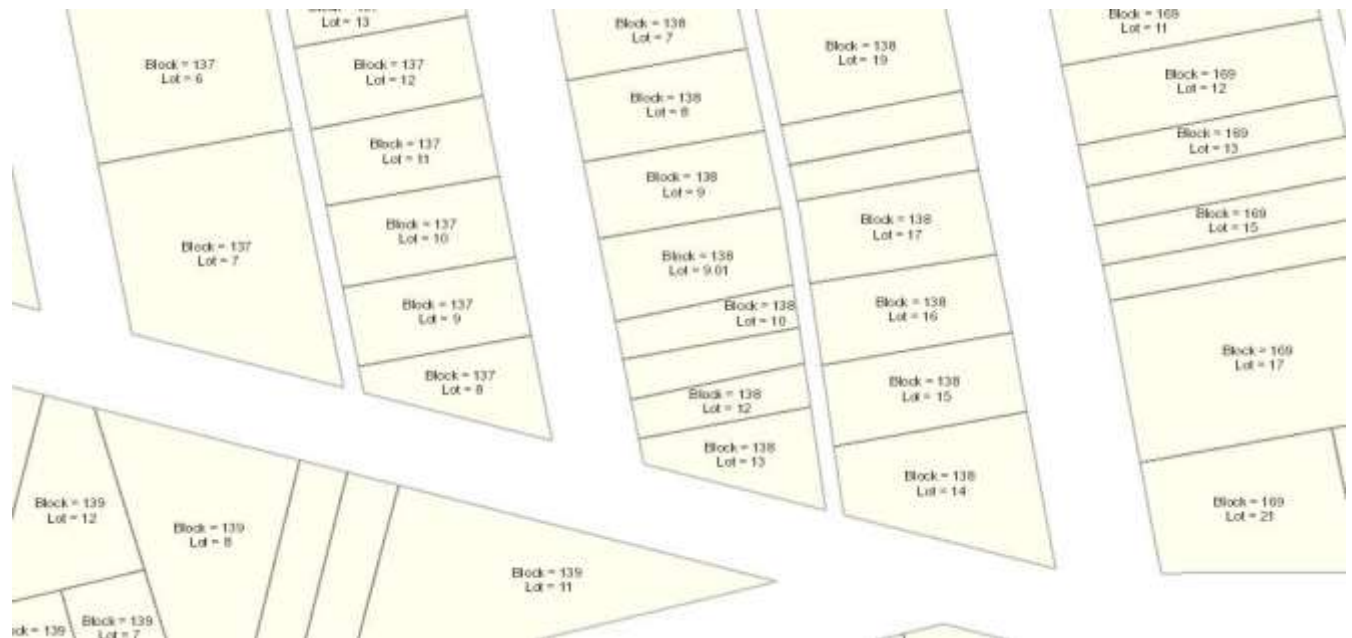 Lot = 13
Block = 137
Lot = 6
Block = 137
Lot = 12
Block = 137
Lot = 11
Block = 137
Lot = 7
Block = 137
Lot = 10
Block = 137
Lot = 9
Block = 137
Lot = 8
Block = 138
Lot = 7
Block = 138
Lot = 8
Block = 138
Lot = 9
Block = 138
Lot = 9.01
Block = 138
Lot = 10
Block = 138
Lot = 12
Block = 138
Lot = 13
Block = 138
Lot = 19
Block = 138
Lot = 17
Block = 138
Lot = 16
Block = 138
Lot = 15
Block = 138
Lot = 14
Block = 169
Lot = 11
Block = 169
Lot = 12
Block = 169
Lot = 13
Block = 169
Lot = 15
Block = 169
Lot = 17
Block = 169
Lot = 21
Block = 139
Lot = 12
Block = 139
Lot = 8
Block = 139
Lot = 11
Block = 139
Lot = 7
= 139